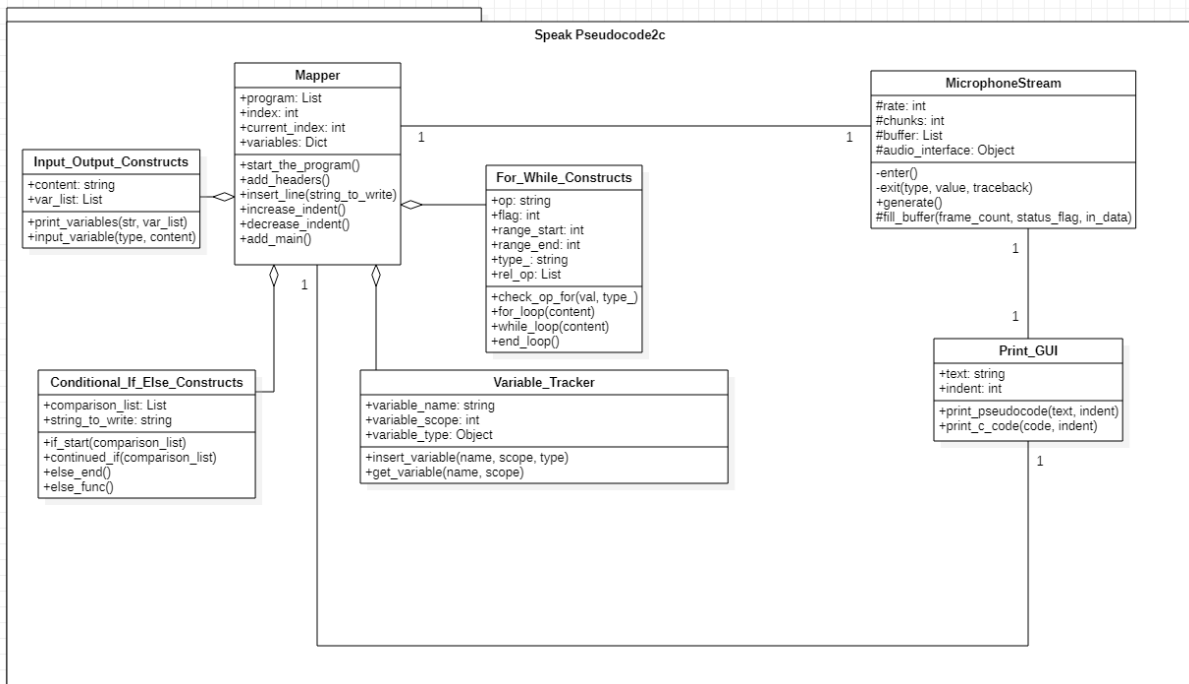 Speak Pseudocode2c
Mapper
+program: List
+index: int
+current_index: int
+variables: Dict
+start_the_program()
+add_headers()
+insert_line(string_to_write)
+increase_indent()
+decrease_indent()
+add_main()
1
1
1
MicrophoneStream
#rate: int
#chunks: int
#buffer: List
#audio_interface: Object
-enter()
-exit(type, value, traceback)
+generate()
#fill_buffer(frame_count, status_flag, in_data)
1
1
Input_Output_Constructs
+content: string
+var_list: List
+print_variables(str, var_list)
+input_variable(type, content)
For_While_Constructs
+op: string
+flag: int
+range_start: int
+range_end: int
+type_: string
+rel_op: List
+check_op_for(val, type_)
+for_loop(content)
+while_loop(content)
+end_loop()
Print_GUI
+text: string
+indent: int
+print_pseudocode(text, indent)
+print_c_code(code, indent)
1
Conditional_If_Else_Constructs
+comparison_list: List
+string_to_write: string
+if_start(comparison_list)
+continued_if(comparison_list)
+else_end()
+else_func()
Variable_Tracker
+variable_name: string
+variable_scope: int
+variable_type: Object
+insert_variable(name, scope, type)
+get_variable(name, scope)